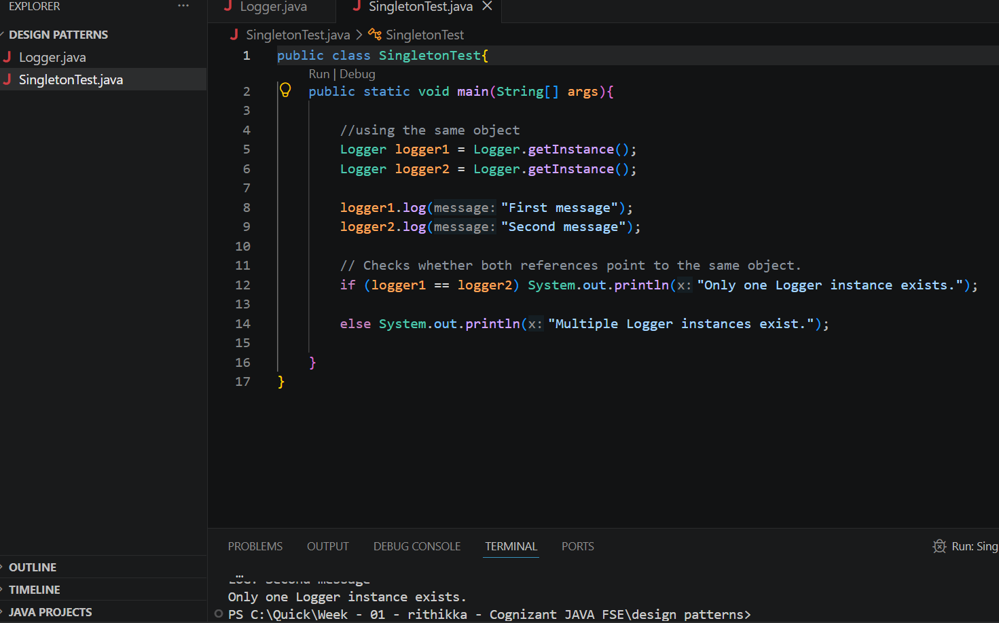 EXPLORER ...
DESIGN PATTERNS
J Logger.java
J SingletonTest.java
J Logger.java J SingletonTest.java ×
J SingletonTest.java > SingletonTest
1 public class SingletonTest{
Run | Debug
2 public static void main(String[] args){
3
4 //using the same object
5 Logger logger1 = Logger.getInstance();
6 Logger logger2 = Logger.getInstance();
7
8 logger1.log(message: "First message");
9 logger2.log(message: "Second message");
10
11 // Checks whether both references point to the same object.
12 if (logger1 == logger2) System.out.println(x: "Only one Logger instance exists.");
13
14 else System.out.println(x: "Multiple Logger instances exist.");
15
16 }
17 }
OUTLINE
TIMELINE
JAVA PROJECTS
PROBLEMS OUTPUT DEBUG CONSOLE TERMINAL PORTS Run: Sing
...
LOG: Second message
Only one Logger instance exists.
PS C:\Quick\Week - 01 - rithikka - Cognizant JAVA FSE\design patterns>